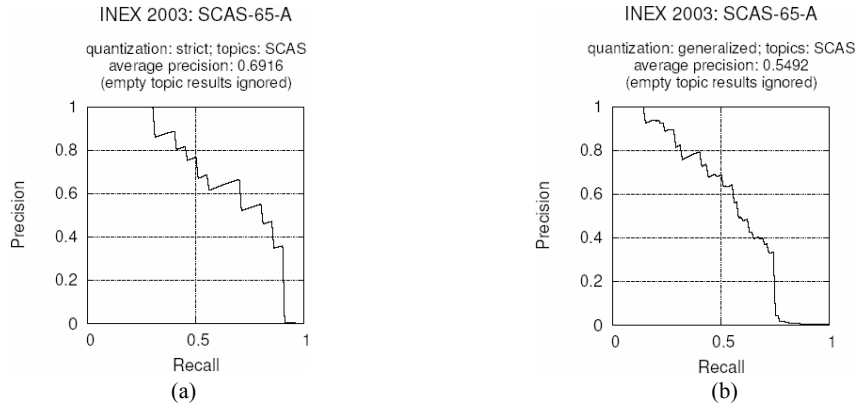 INEX 2003: SCAS-65-A
quantization: strict; topics: SCAS
average precision: 0.6916
(empty topic results ignored)
1
0.8
0.6
0.4
0.2
0
Precision
0
0.5
1
Recall
(a)
INEX 2003: SCAS-65-A
quantization: generalized; topics: SCAS
average precision: 0.5492
(empty topic results ignored)
1
0.8
0.6
0.4
0.2
0
Precision
0
0.5
1
Recall
(b)